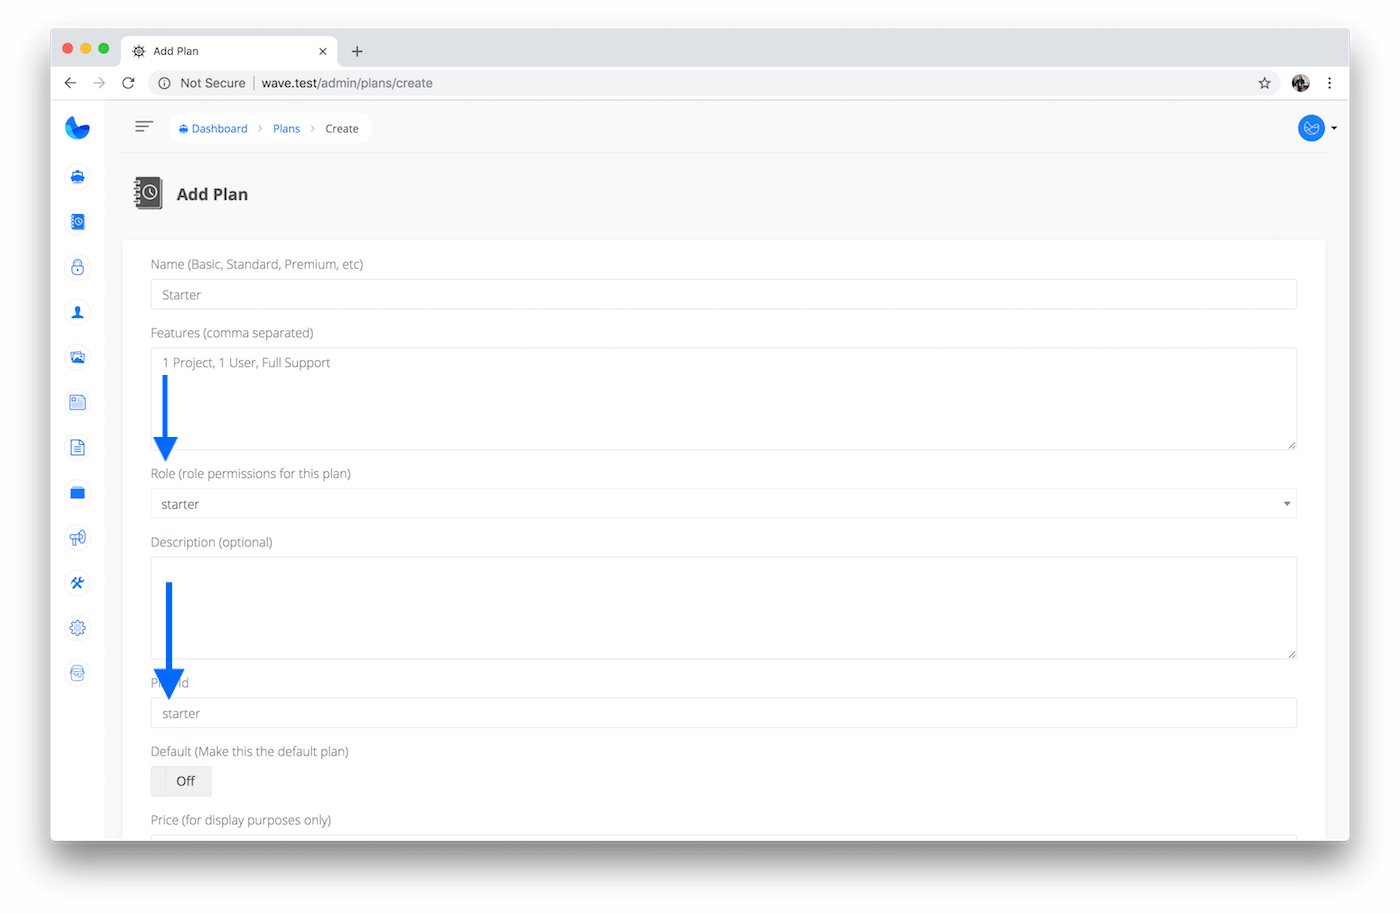 Add Plan
Not Secure wave.test/admin/plans/create
Dashboard Plans Create
Add Plan
Name (Basic, Standard, Premium, etc)
Starter
Features (comma separated)
1 Project, 1 User, Full Support
Role (role permissions for this plan)
starter
Description (optional)
starter
Default (Make this the default plan)
Off
Price (for display purposes only)